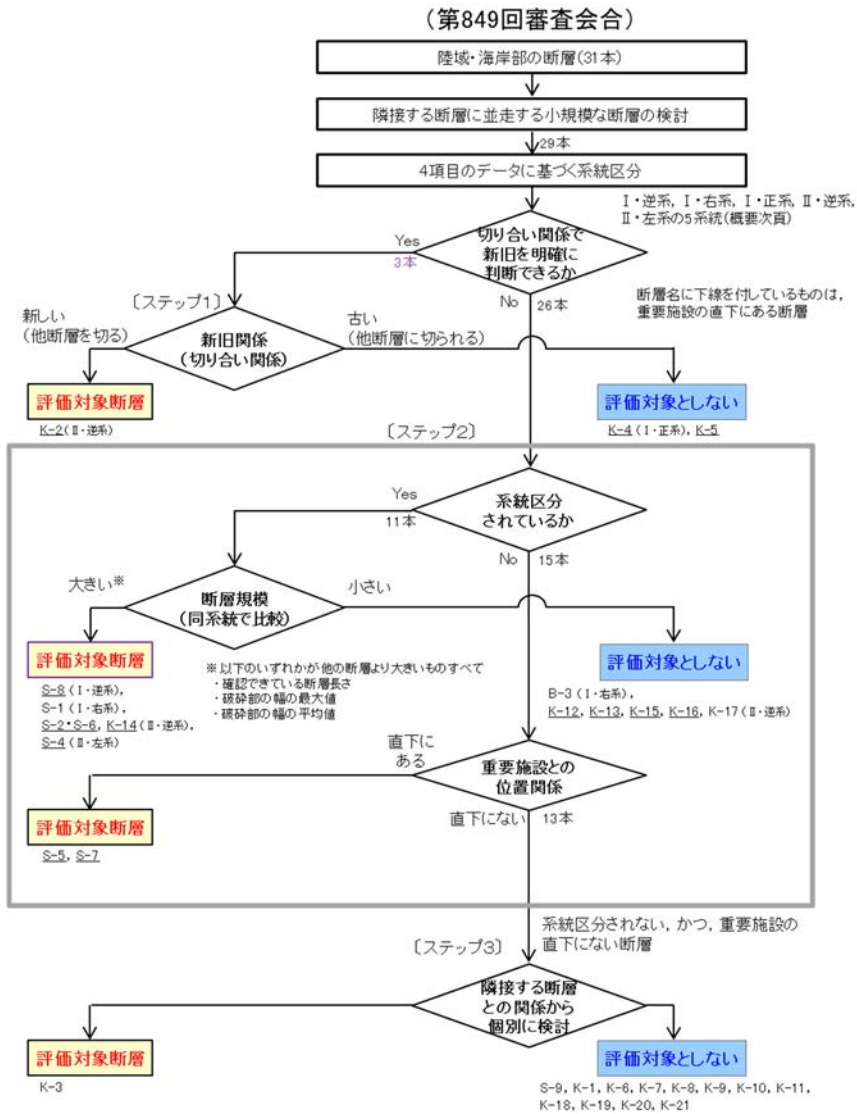 （第849回審査会合）
陸域・海岸部の断層(31本)
隣接する断層に並走する小規模な断層の検討
29本
4項目のデータに基づく系統区分
Ⅰ・逆系, Ⅰ・右系, Ⅰ・正系, Ⅱ・逆系,
Ⅱ・左系の5系統(概要次頁)
切り合い関係で
新旧を明確に
判断できるか
Yes
3本
No
26本
断層名に下線を付しているものは,
重要施設の直下にある断層
〔ステップ1〕
新しい
(他断層を切る)
新旧関係
(切り合い関係)
古い
(他断層に切られる)
評価対象断層
K-2(Ⅱ・逆系)
評価対象としない
K-4(Ⅰ・正系), K-5
〔ステップ2〕
系統区分
されているか
Yes
11本
No
15本
大きい※
断層規模
(同系統で比較)
小さい
評価対象断層
S-8(Ⅰ・逆系),
S-1(Ⅰ・右系),
S-2・S-6, K-14(Ⅱ・逆系),
S-4(Ⅱ・左系)
※以下のいずれかが他の断層より大きいものすべて
・確認できている断層長さ
・破砕部の幅の最大値
・破砕部の幅の平均値
評価対象としない
B-3(Ⅰ・右系),
K-12, K-13, K-15, K-16, K-17(Ⅱ・逆系)
直下に
ある
重要施設との
位置関係
直下にない
13本
評価対象断層
S-5, S-7
系統区分されない, かつ, 重要施設の
直下にない断層
〔ステップ3〕
隣接する断層
との関係から
個別に検討
評価対象断層
K-3
評価対象としない
S-9, K-1, K-6, K-7, K-8, K-9, K-10, K-11,
K-18, K-19, K-20, K-21